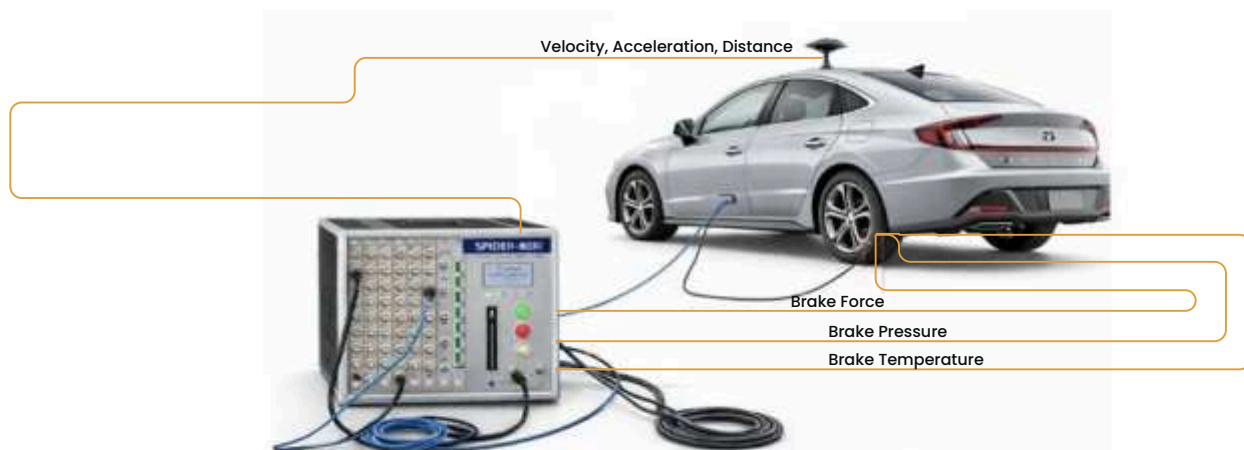 Velocity, Acceleration, Distance
Brake Force
Brake Pressure
Brake Temperature